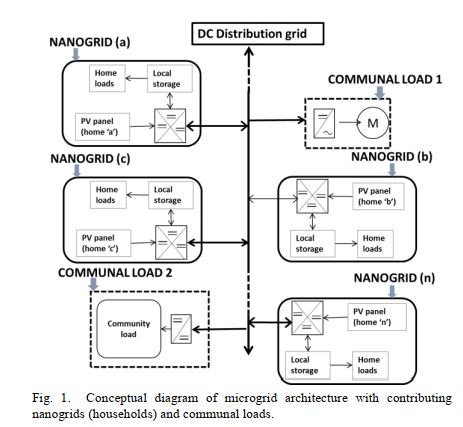 DC Distribution grid
NANOGRID (a)
Home
loads
Local
storage
PV panel
(home ‘a’)
COMMUNAL LOAD 1
M
NANOGRID (c)
Home
loads
Local
storage
PV panel
(home ‘c’)
NANOGRID (b)
PV panel
(home ‘b’)
Local
storage
Home
loads
COMMUNAL LOAD 2
Community
load
NANOGRID (n)
PV panel
(home ‘n’)
Local
storage
Home
loads
Fig. 1. Conceptual diagram of microgrid architecture with contributing
nanogrids (households) and communal loads.